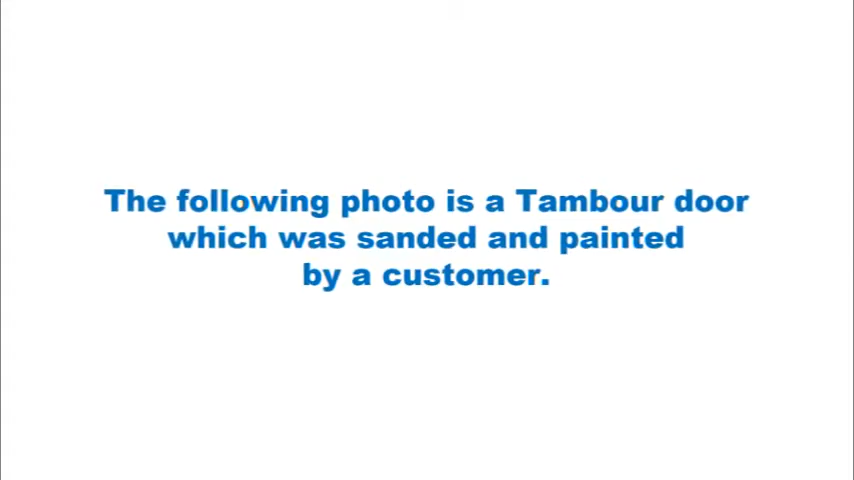 The following photo is a Tambour door
which was sanded and painted
by a customer.